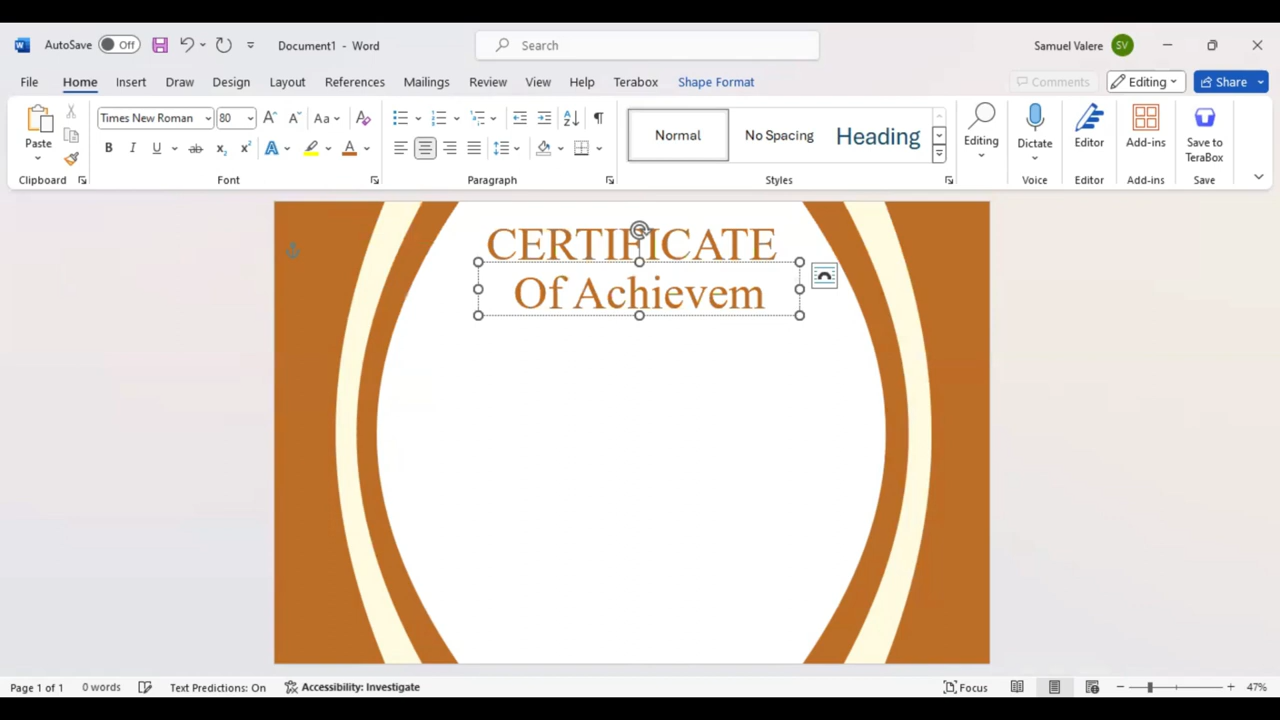 AutoSave Off Document1 - Word Search Samuel Valere SV
File Home Insert Draw Design Layout References Mailings Review View Help Terabox Shape Format Comments Editing Share
Paste Times New Roman 80 Aa Normal No Spacing Heading Editing Dictate Editor Add-ins Save to TeraBox
Clipboard Font Paragraph Styles Voice Editor Add-ins Save
CERTIFICATE
Of Achievem
Page 1 of 1 0 words Text Predictions: On Accessibility: Investigate Focus 47%